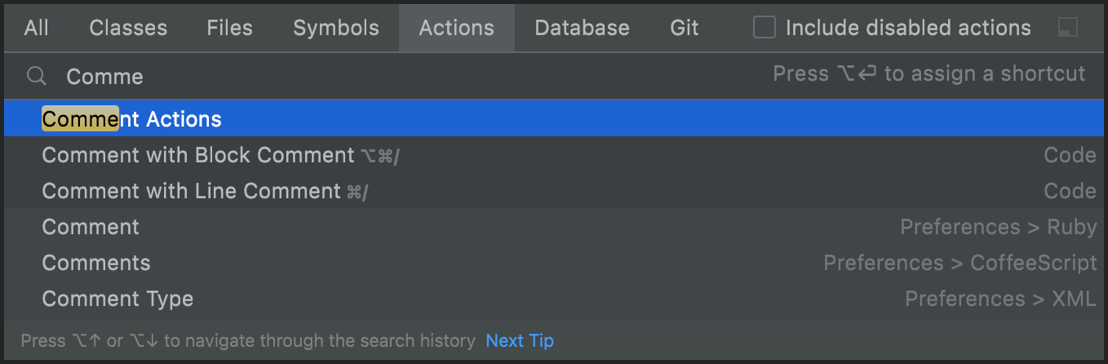 All Classes Files Symbols Actions Database Git Include disabled actions
Comme Press ⌥⏎ to assign a shortcut
Comment Actions
Comment with Block Comment ⌥⌘/ Code
Comment with Line Comment ⌘/ Code
Comment Preferences > Ruby
Comments Preferences > CoffeeScript
Comment Type Preferences > XML
Press ⌥↑ or ⌥↓ to navigate through the search history Next Tip